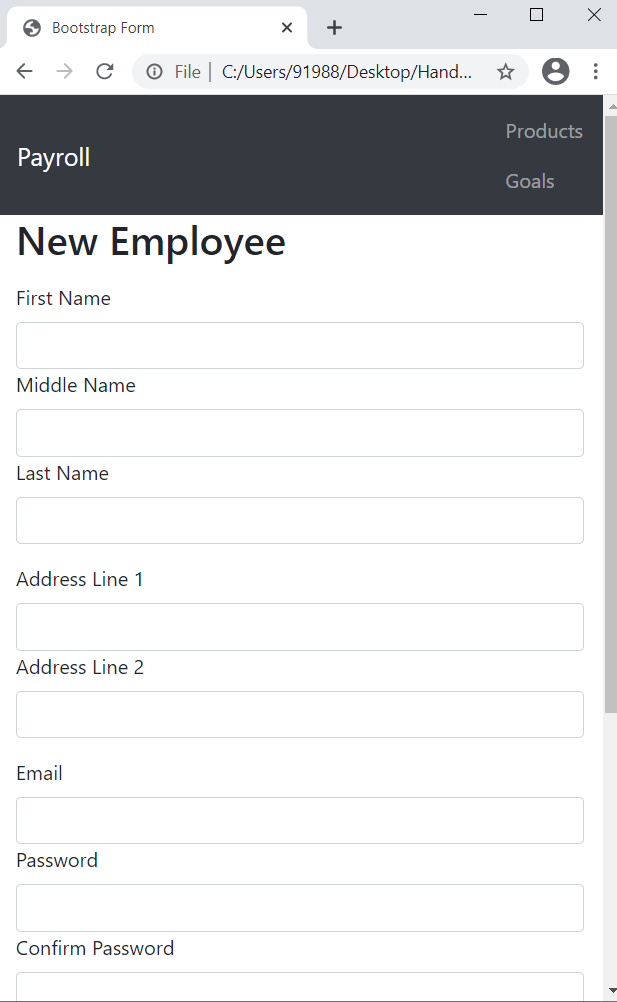 Bootstrap Form
File | C:/Users/91988/Desktop/Hand...
Products
Payroll
Goals
New Employee
First Name
Middle Name
Last Name
Address Line 1
Address Line 2
Email
Password
Confirm Password